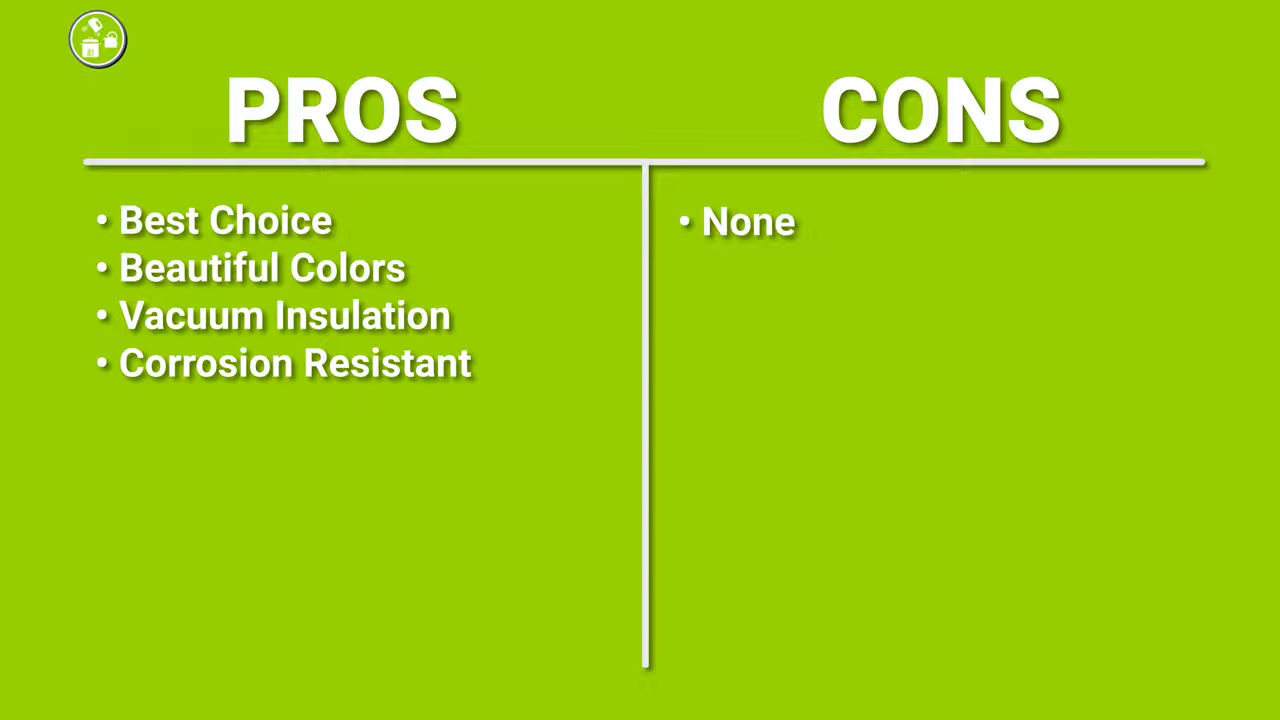 PROS
CONS
• Best Choice
• Beautiful Colors
• Vacuum Insulation
• Corrosion Resistant
• None